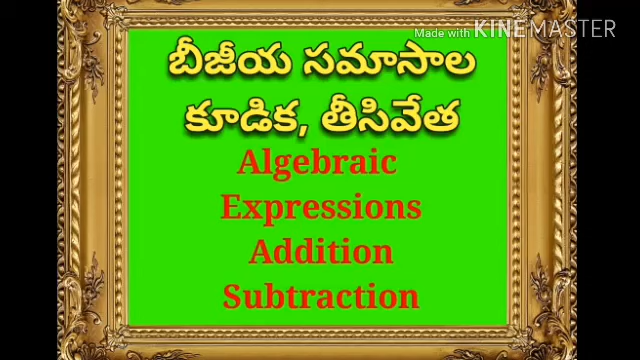 Made with KINEMASTER
బీజీయ సమాసాల
కూడిక, తీసివేత
Algebraic
Expressions
Addition
Subtraction